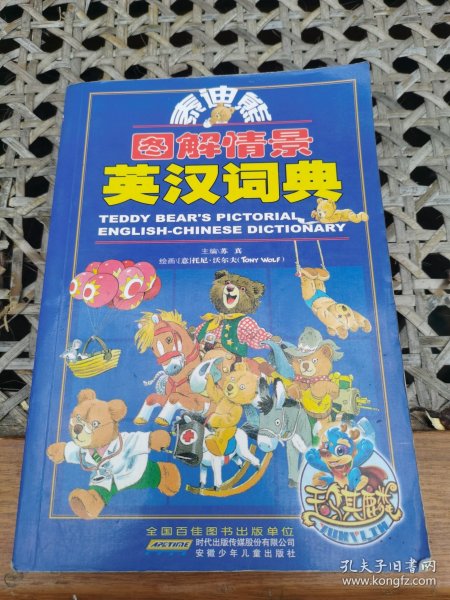 泰迪熊
图解情景
英汉词典
TEDDY BEAR'S PICTORIAL
ENGLISH-CHINESE DICTIONARY
主编\苏真
绘画\[意]托尼·沃尔夫(TONY WOLF)
全国百佳图书出版单位
APETIME 时代出版传媒股份有限公司
安徽少年儿童出版社
孔夫子旧书网
www.kongfz.com